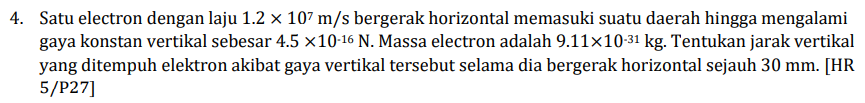 4. Satu electron dengan laju 1.2 × 10⁷ m/s bergerak horizontal memasuki suatu daerah hingga mengalami
gaya konstan vertikal sebesar 4.5 ×10⁻¹⁶ N. Massa electron adalah 9.11×10⁻³¹ kg. Tentukan jarak vertikal
yang ditempuh elektron akibat gaya vertikal tersebut selama dia bergerak horizontal sejauh 30 mm. [HR
5/P27]